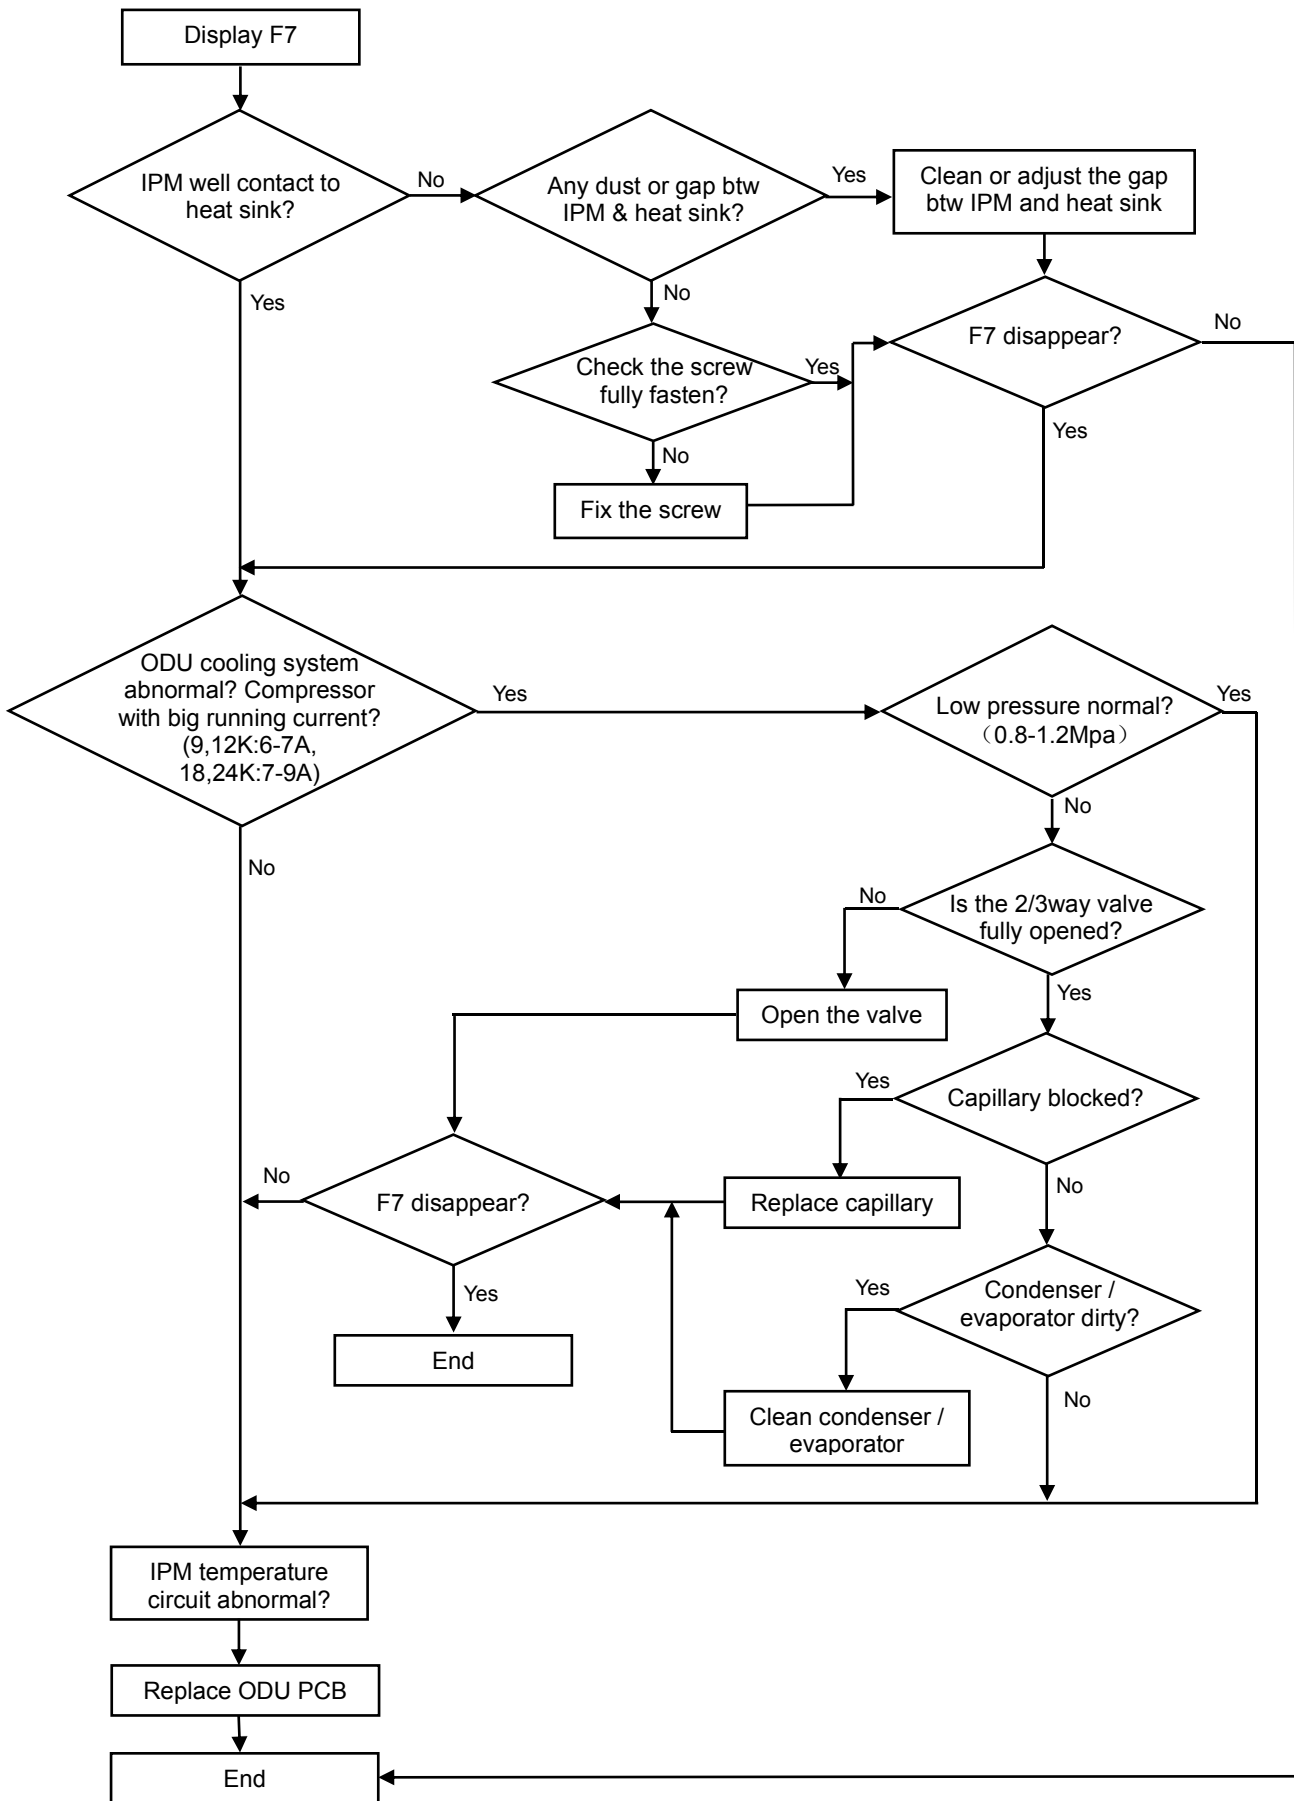 Display F7
IPM well contact to
heat sink?
No
Any dust or gap btw
IPM & heat sink?
Yes
Clean or adjust the gap
btw IPM and heat sink
Yes
No
F7 disappear?
No
Check the screw
fully fasten?
Yes
Yes
No
Fix the screw
ODU cooling system
abnormal? Compressor
with big running current?
(9,12K:6-7A,
18,24K:7-9A)
Yes
Low pressure normal?
（0.8-1.2Mpa）
Yes
No
No
Is the 2/3way valve
fully opened?
No
Yes
Open the valve
Capillary blocked?
Yes
No
F7 disappear?
No
Replace capillary
Yes
Condenser /
evaporator dirty?
Yes
End
No
Clean condenser /
evaporator
IPM temperature
circuit abnormal?
Replace ODU PCB
End